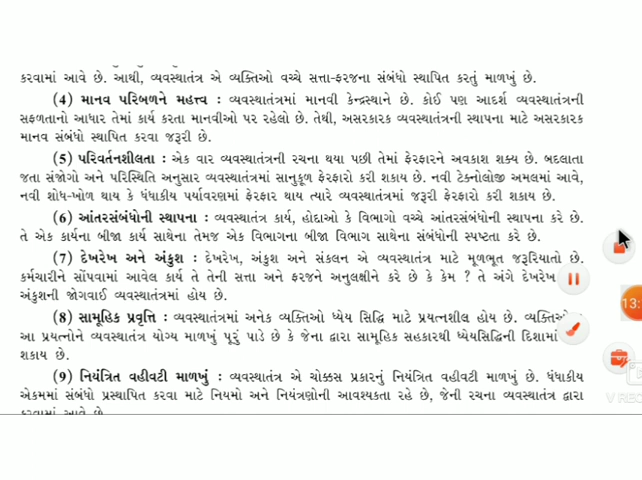 કરવામાં આવે છે. આથી, વ્યવસ્થાતંત્ર એ વ્યક્તિઓ વચ્ચે સત્તા-ફરજના સંબંધો સ્થાપિત કરતું માળખું છે.
(4) માનવ પરિબળને મહત્ત્વ : વ્યવસ્થાતંત્રમાં માનવી કેન્દ્રસ્થાને છે. કોઈ પણ આદર્શ વ્યવસ્થાતંત્રની
સફળતાનો આધાર તેમાં કાર્ય કરતા માનવીઓ પર રહેલો છે. તેથી, અસરકારક વ્યવસ્થાતંત્રની સ્થાપના માટે અસરકારક
માનવ સંબંધો સ્થાપિત કરવા જરૂરી છે.
(5) પરિવર્તનશીલતા : એક વાર વ્યવસ્થાતંત્રની રચના થયા પછી તેમાં ફેરફારને અવકાશ શક્ય છે. બદલાતા
જતા સંજોગો અને પરિસ્થિતિ અનુસાર વ્યવસ્થાતંત્રમાં સાનુકૂળ ફેરફારો કરી શકાય છે. નવી ટેક્નોલોજી અમલમાં આવે,
નવી શોધ-ખોળ થાય કે ધંધાકીય પર્યાવરણમાં ફેરફાર થાય ત્યારે વ્યવસ્થાતંત્રમાં જરૂરી ફેરફારો કરી શકાય છે.
(6) આંતરસંબંધોની સ્થાપના : વ્યવસ્થાતંત્ર કાર્ય, હોદાઓ કે વિભાગો વચ્ચે આંતરસંબંધોની સ્થાપના કરે છે.
તે એક કાર્યના બીજા કાર્ય સાથેના તેમજ એક વિભાગના બીજા વિભાગ સાથેના સંબંધોની સ્પષ્ટતા કરે છે.
(7) દેખરેખ અને અંકુશ : દેખરેખ, અંકુશ અને સંકલન એ વ્યવસ્થાતંત્ર માટે મૂળભૂત જરૂરિયાતો છે.
કર્મચારીને સોંપવામાં આવેલ કાર્ય તે તેની સત્તા અને ફરજને અનુલક્ષીને કરે છે કે કેમ ? તે અંગે દેખરેખ
અંકુશની જોગવાઈ વ્યવસ્થાતંત્રમાં હોય છે.
(8) સામૂહિક પ્રવૃત્તિ : વ્યવસ્થાતંત્રમાં અનેક વ્યક્તિઓ ધ્યેય સિદ્ધિ માટે પ્રયત્નશીલ હોય છે. વ્યક્તિઓ
આ પ્રયત્નોને વ્યવસ્થાતંત્ર યોગ્ય માળખું પૂરું પાડે છે કે જેના દ્વારા સામૂહિક સહકારથી ધ્યેયસિદ્ધિની દિશામાં
શકાય છે.
(9) નિયંત્રિત વહીવટી માળખું : વ્યવસ્થાતંત્ર એ ચોક્કસ પ્રકારનું નિયંત્રિત વહીવટી માળખું છે. ધંધાકીય
એકમમાં સંબંધો પ્રસ્થાપિત કરવા માટે નિયમો અને નિયંત્રણોની આવશ્યકતા રહે છે, જેની રચના વ્યવસ્થાતંત્ર દ્વારા
કરવામાં આવે છે.
13:
V REC